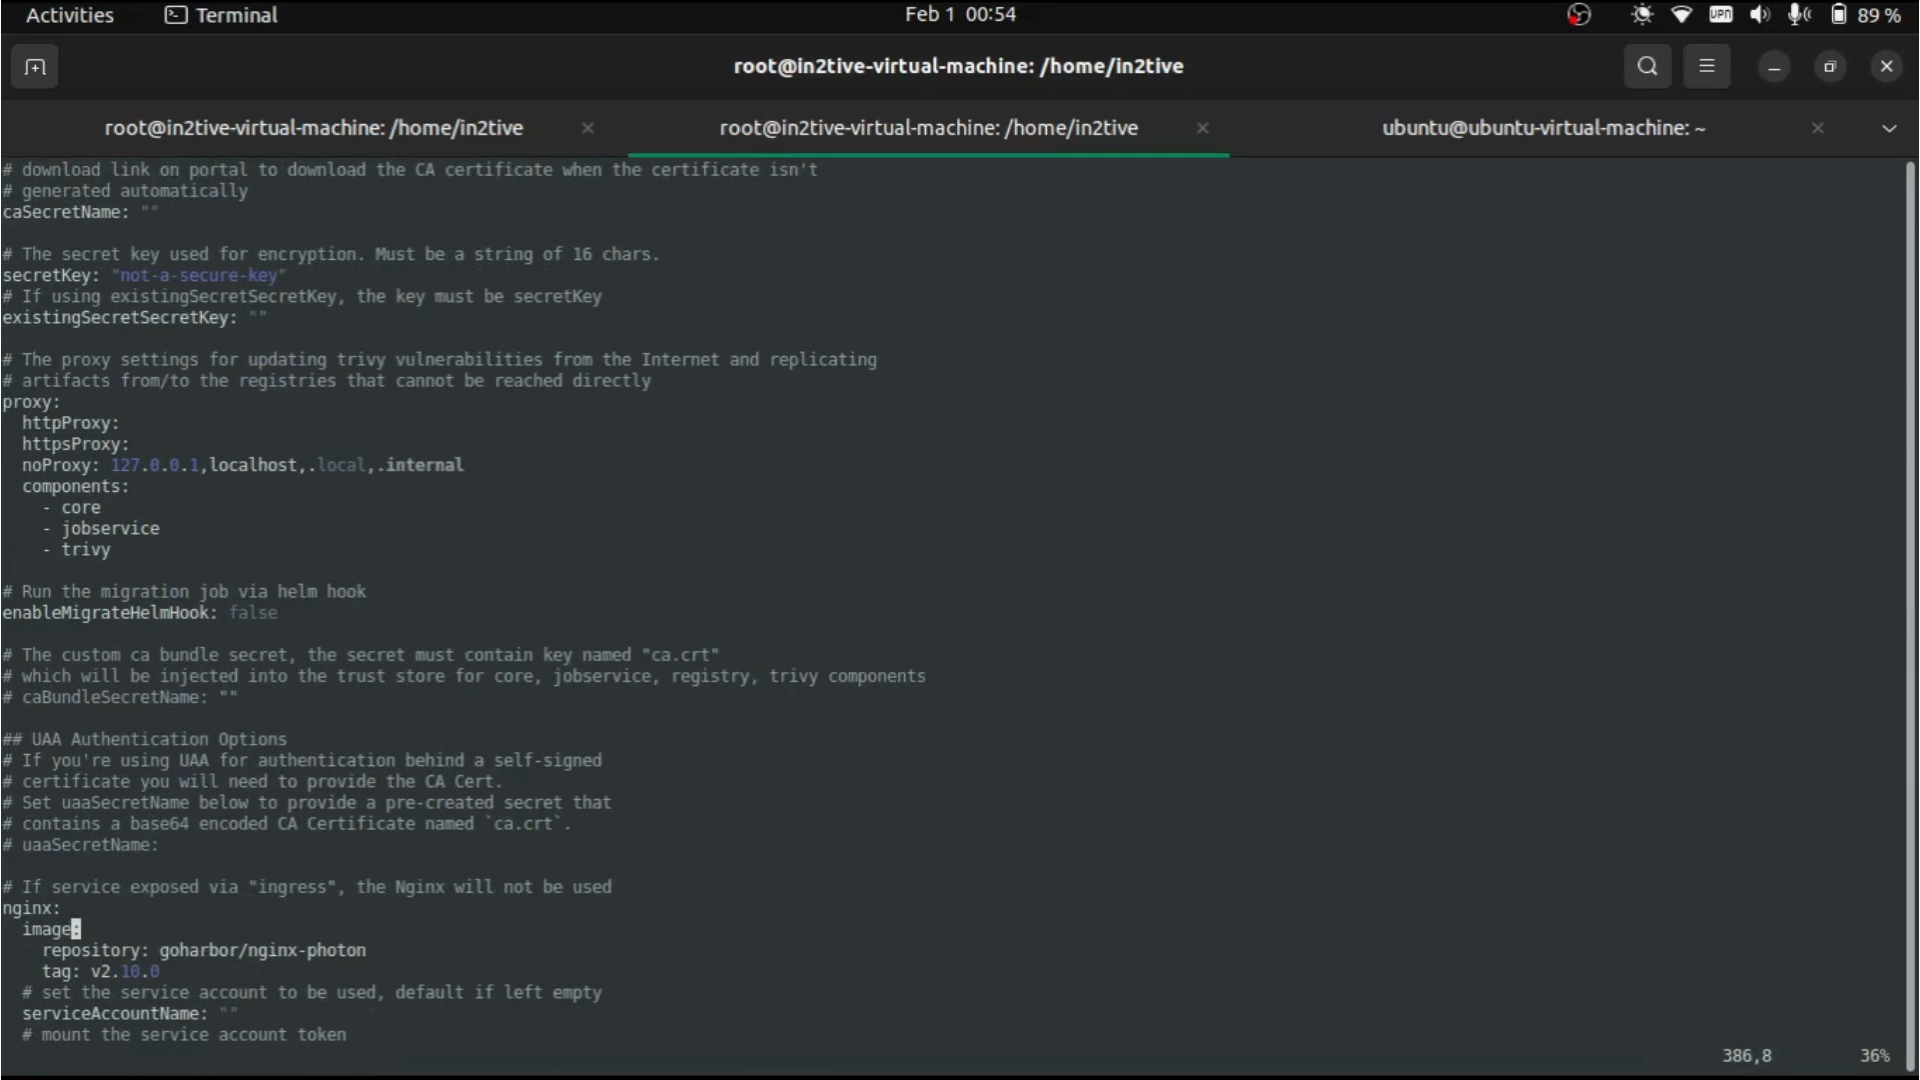 Activities
Terminal
Feb 1 00:54
VPN
89 %
root@in2tive-virtual-machine: /home/in2tive
root@in2tive-virtual-machine: /home/in2tive
root@in2tive-virtual-machine: /home/in2tive
ubuntu@ubuntu-virtual-machine: ~
# download link on portal to download the CA certificate when the certificate isn't
# generated automatically
caSecretName: ""
# The secret key used for encryption. Must be a string of 16 chars.
secretKey: "not-a-secure-key"
# If using existingSecretSecretKey, the key must be secretKey
existingSecretSecretKey: ""
# The proxy settings for updating trivy vulnerabilities from the Internet and replicating
# artifacts from/to the registries that cannot be reached directly
proxy:
  httpProxy:
  httpsProxy:
  noProxy: 127.0.0.1,localhost,.local,.internal
  components:
    - core
    - jobservice
    - trivy
# Run the migration job via helm hook
enableMigrateHelmHook: false
# The custom ca bundle secret, the secret must contain key named "ca.crt"
# which will be injected into the trust store for core, jobservice, registry, trivy components
# caBundleSecretName: ""
## UAA Authentication Options
# If you're using UAA for authentication behind a self-signed
# certificate you will need to provide the CA Cert.
# Set uaaSecretName below to provide a pre-created secret that
# contains a base64 encoded CA Certificate named `ca.crt`.
# uaaSecretName:
# If service exposed via "ingress", the Nginx will not be used
nginx:
  image:
    repository: goharbor/nginx-photon
    tag: v2.10.0
  # set the service account to be used, default if left empty
  serviceAccountName: ""
  # mount the service account token
386,8
36%